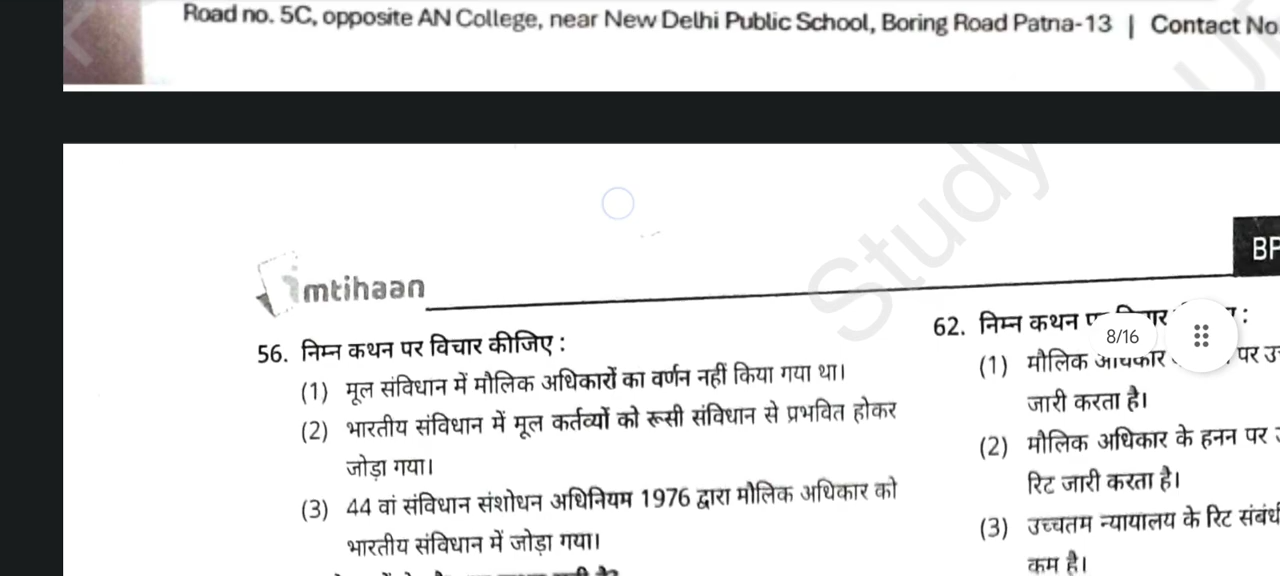 Road no. 5C, opposite AN College, near New Delhi Public School, Boring Road Patna-13 | Contact No
Study
imtihaan
BP
56. निम्न कथन पर विचार कीजिए :
(1) मूल संविधान में मौलिक अधिकारों का वर्णन नहीं किया गया था।
(2) भारतीय संविधान में मूल कर्तव्यों को रूसी संविधान से प्रभवित होकर
जोड़ा गया।
(3) 44 वां संविधान संशोधन अधिनियम 1976 द्वारा मौलिक अधिकार को
भारतीय संविधान में जोड़ा गया।
62. निम्न कथन
8/16
(1) मौलिक अधिकार पर
जारी करता है।
(2) मौलिक अधिकार के हनन पर
रिट जारी करता है।
(3) उच्चतम न्यायालय के रिट संबंधी
कम है।